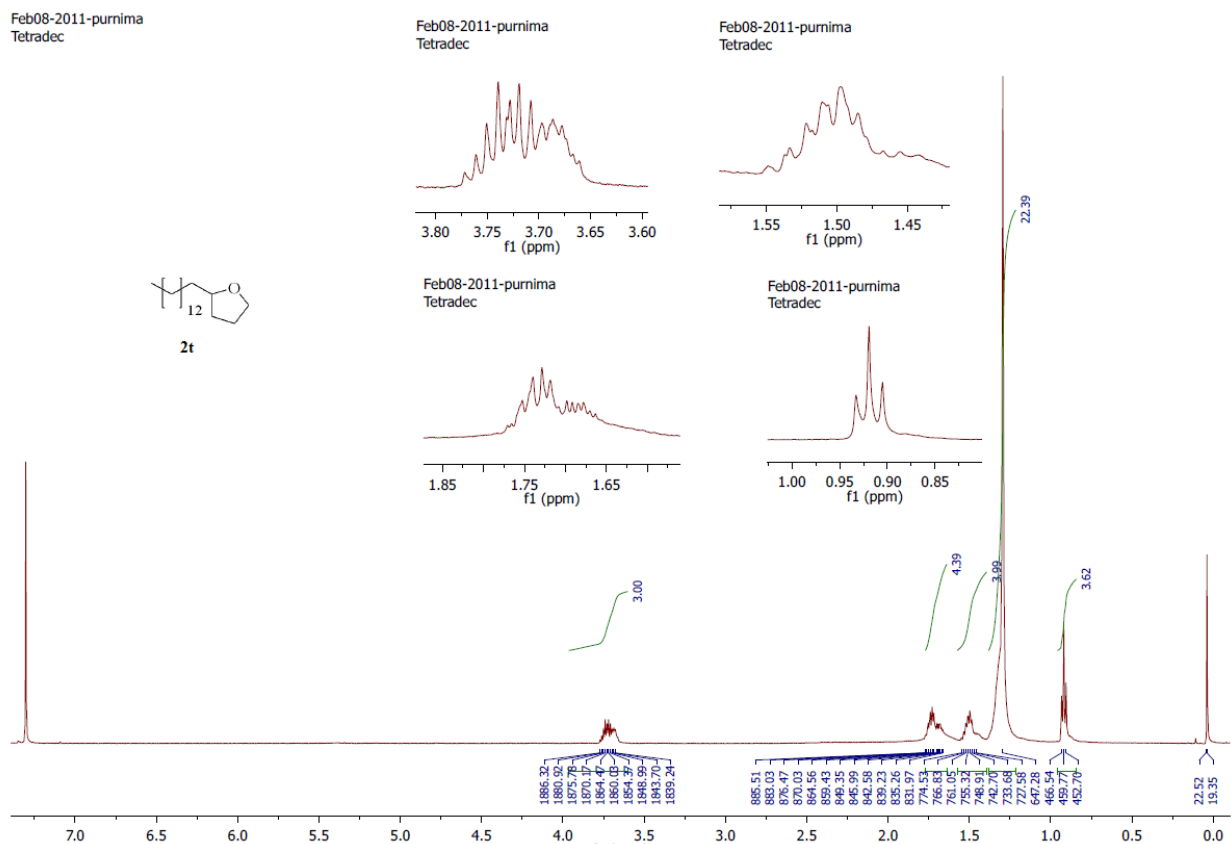 Feb08-2011-purnima
Tetradec
Feb08-2011-purnima
Tetradec
3.80 3.75 3.70 3.65 3.60
f1 (ppm)
Feb08-2011-purnima
Tetradec
1.55 1.50 1.45
f1 (ppm)
O
12
2t
Feb08-2011-purnima
Tetradec
1.85 1.75 1.65
f1 (ppm)
Feb08-2011-purnima
Tetradec
1.00 0.95 0.90 0.85
f1 (ppm)
22.39
3.00
4.39
3.99
3.62
1886.32
1880.92
1875.78
1870.17
1864.47
1860.03
1854.37
1848.99
1843.70
1839.24
885.51
883.03
876.47
870.03
864.56
859.43
849.35
845.99
842.58
839.23
835.26
831.97
774.53
766.83
761.05
755.32
748.91
742.70
733.68
727.58
647.28
466.54
459.77
452.70
22.52
19.35
7.0 6.5 6.0 5.5 5.0 4.5 4.0 3.5 3.0 2.5 2.0 1.5 1.0 0.5 0.0